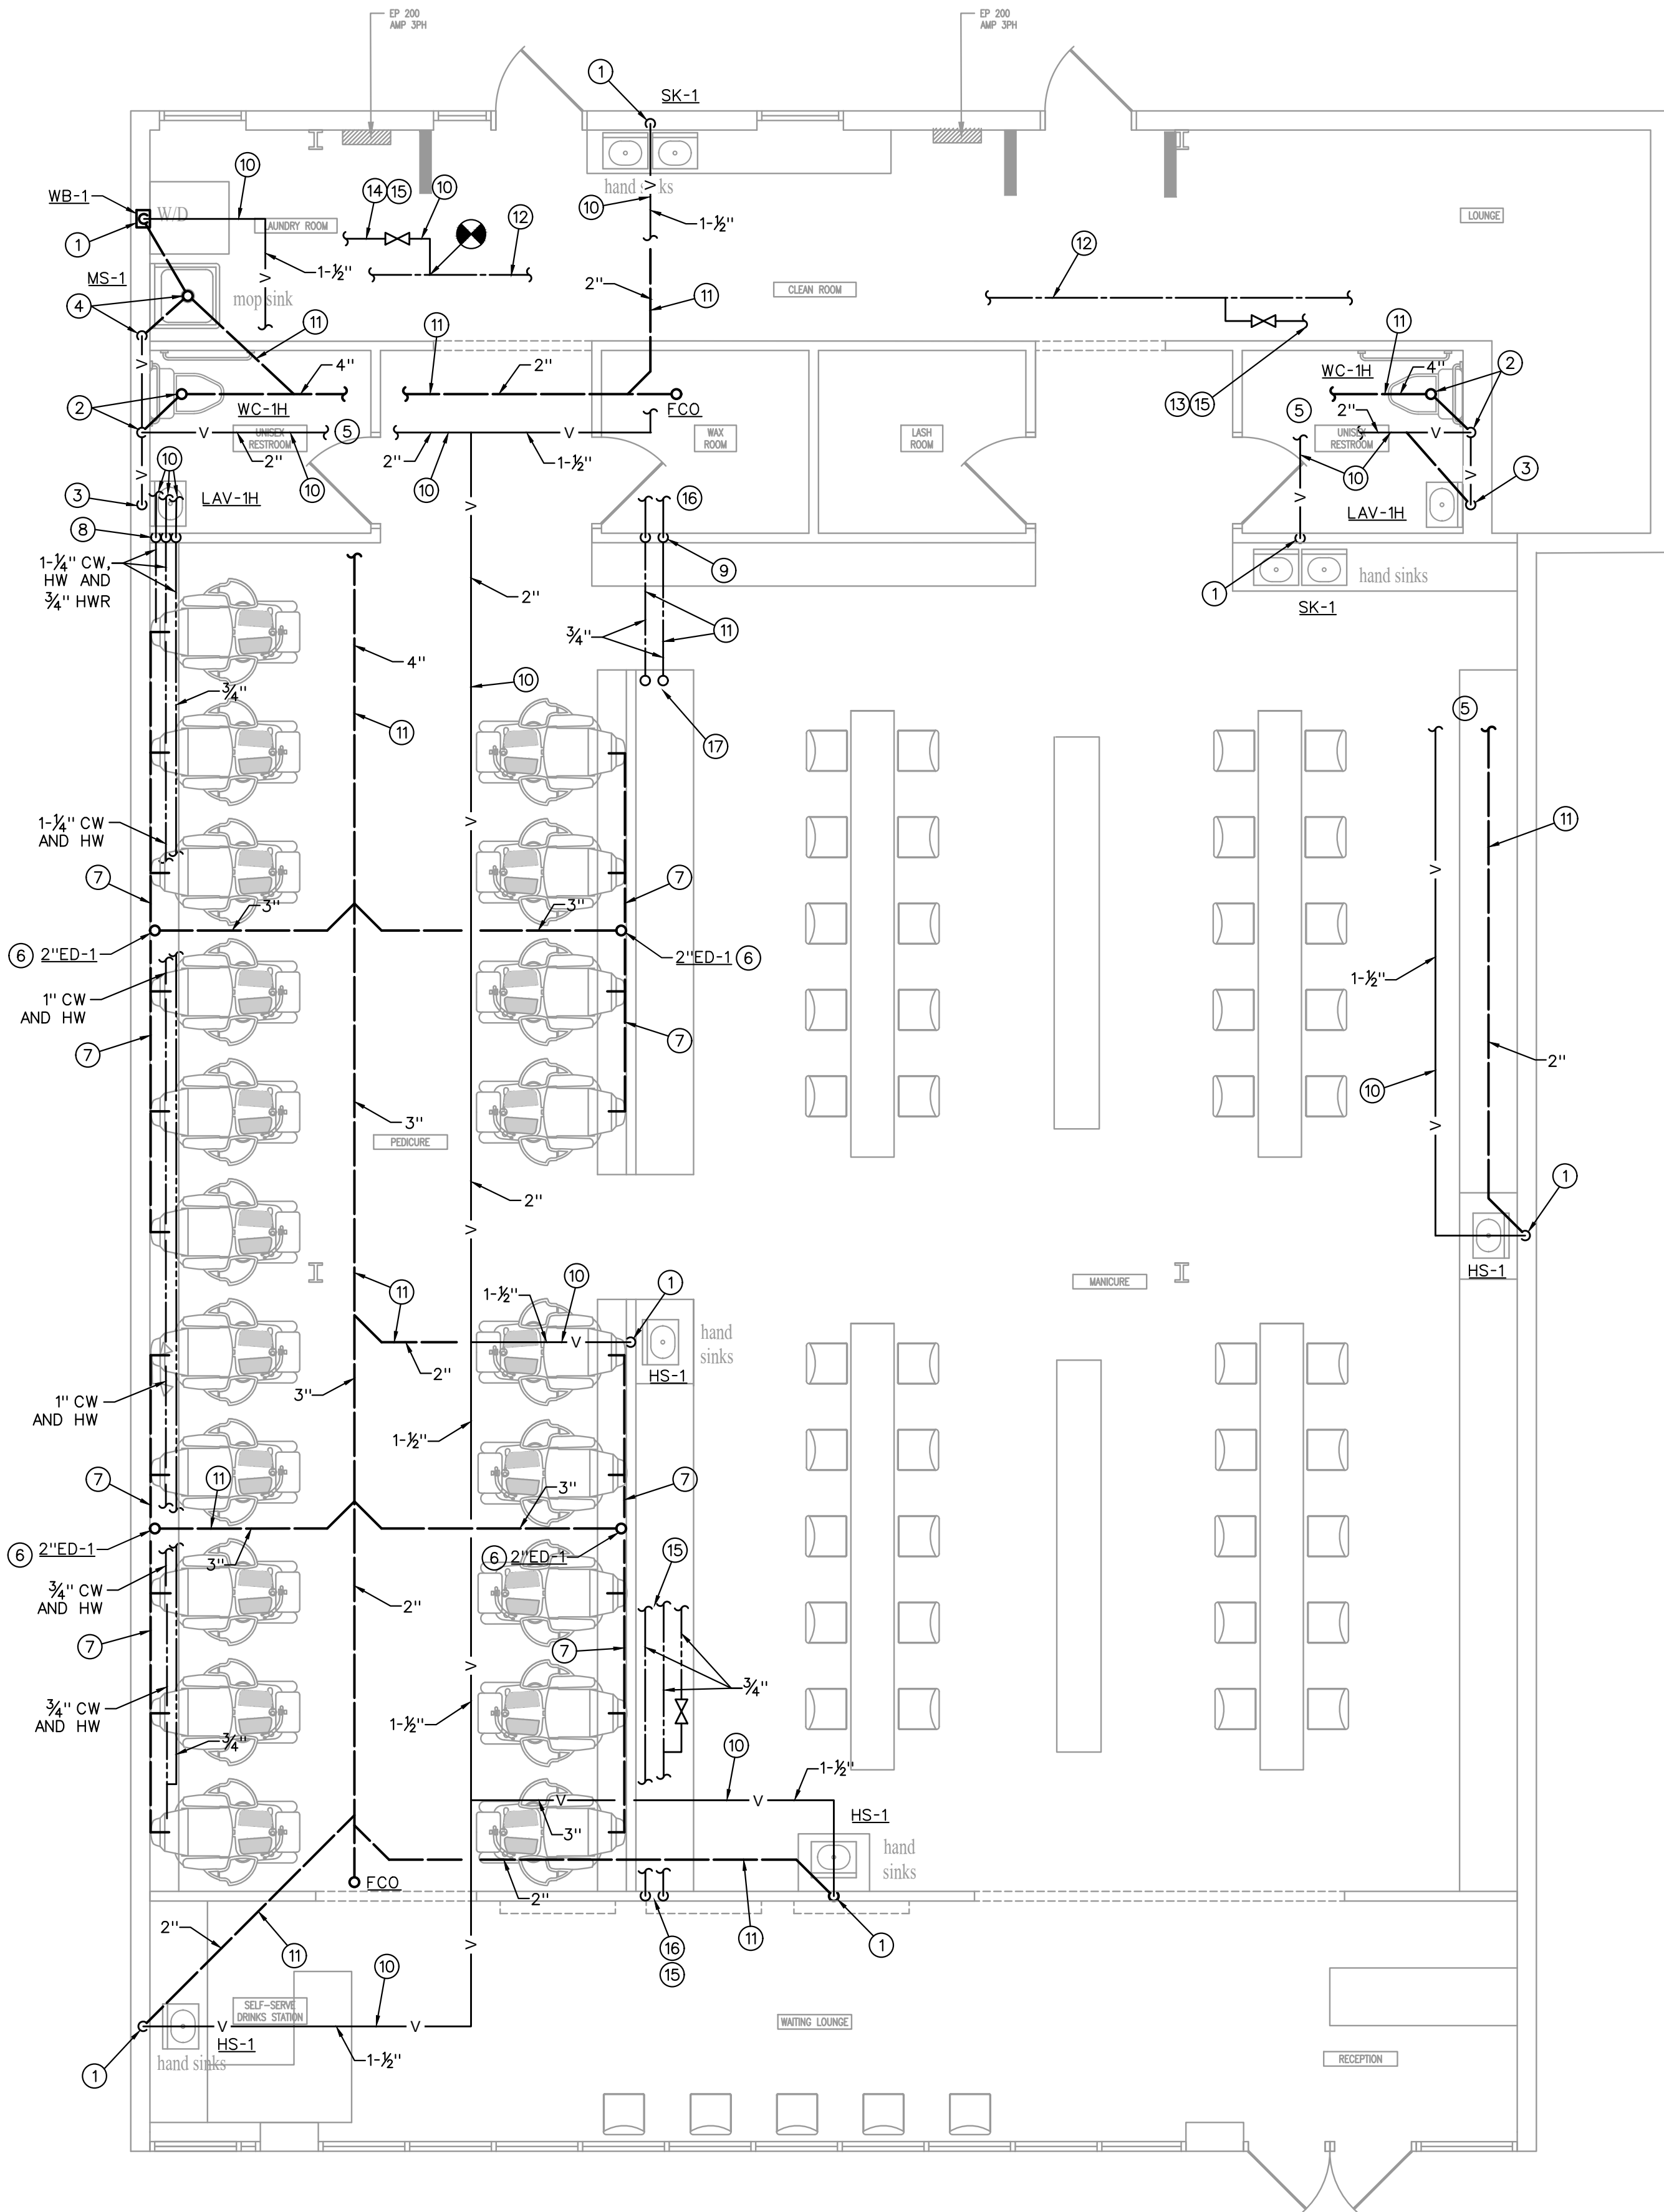 EP 200
AMP 3PH
EP 200
AMP 3PH
1
SK-1
10
WB-1
W/D
14 15 10
hand sinks
12
LOUNGE
10
1-½"
1
LAUNDRY ROOM
V
12
V
1-½"
MS-1
2"
CLEAN ROOM
4
mop sink
11
11
11
11
V
4"
2"
WC-1H
4"
2
2
WC-1H
FCO
13 15
5
2"
V
UNISEX
RESTROOM
5
V
WAX
ROOM
LASH
ROOM
UNISEX
RESTROOM
V
2"
10
2"
10
1-½"
10
10
V
3
3
LAV-1H
V
16
V
LAV-1H
V
8
9
1-¼" CW,
HW AND
¾" HWR
hand sinks
1
SK-1
2"
¾"
11
4"
10
¾"
5
11
17
1-¼" CW
AND HW
V
11
7
7
V
3"
3"
6 2"ED-1
2"ED-1 6
1" CW
AND HW
1-½"
7
7
2"
10
3"
V
PEDICURE
1
2"
V
HS-1
MANICURE
11
10
1
1-½"
V
hand
sinks
2"
HS-1
3"
1" CW
AND HW
1-½"
7
11
7
3"
6 2"ED-1
3"
6 2"ED-1
15
¾" CW
AND HW
2"
7
7
V
¾"
¾" CW
AND HW
1-½"
¾"
10
1-½"
V
V
3"
HS-1
hand
sinks
FCO
2"
2"
11
11
16
1
V
15
10
SELF-SERVE
DRINKS STATION
V
V
WAITING LOUNGE
HS-1
1-½"
hand sinks
1
RECEPTION